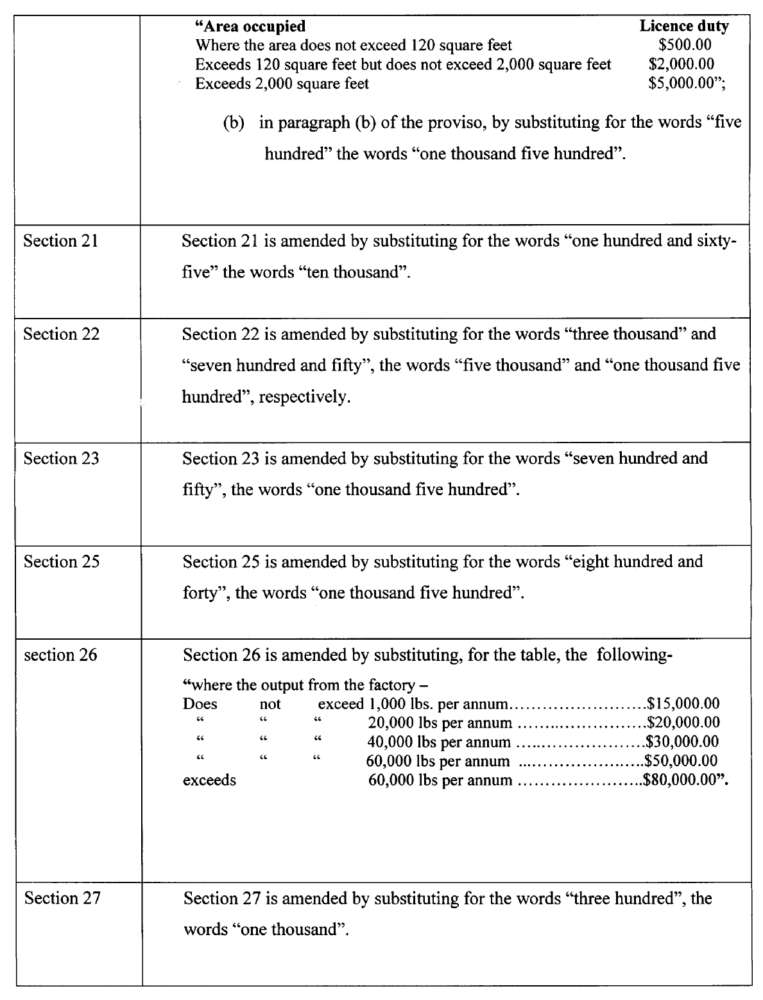 “Area occupied Licence duty
Where the area does not exceed 120 square feet $500.00
Exceeds 120 square feet but does not exceed 2,000 square feet $2,000.00
Exceeds 2,000 square feet $5,000.00”;
(b) in paragraph (b) of the proviso, by substituting for the words “five
hundred” the words “one thousand five hundred”.
Section 21 Section 21 is amended by substituting for the words “one hundred and sixty-
five” the words “ten thousand”.
Section 22 Section 22 is amended by substituting for the words “three thousand” and
“seven hundred and fifty”, the words “five thousand” and “one thousand five
hundred”, respectively.
Section 23 Section 23 is amended by substituting for the words “seven hundred and
fifty”, the words “one thousand five hundred”.
Section 25 Section 25 is amended by substituting for the words “eight hundred and
forty”, the words “one thousand five hundred”.
section 26 Section 26 is amended by substituting, for the table, the following-
“where the output from the factory –
Does not exceed 1,000 lbs. per annum..........................$15,000.00
“ “ “ 20,000 lbs per annum ........................$20,000.00
“ “ “ 40,000 lbs per annum ........................$30,000.00
“ “ “ 60,000 lbs per annum ........................$50,000.00
exceeds 60,000 lbs per annum .......................$80,000.00”.
Section 27 Section 27 is amended by substituting for the words “three hundred”, the
words “one thousand”.